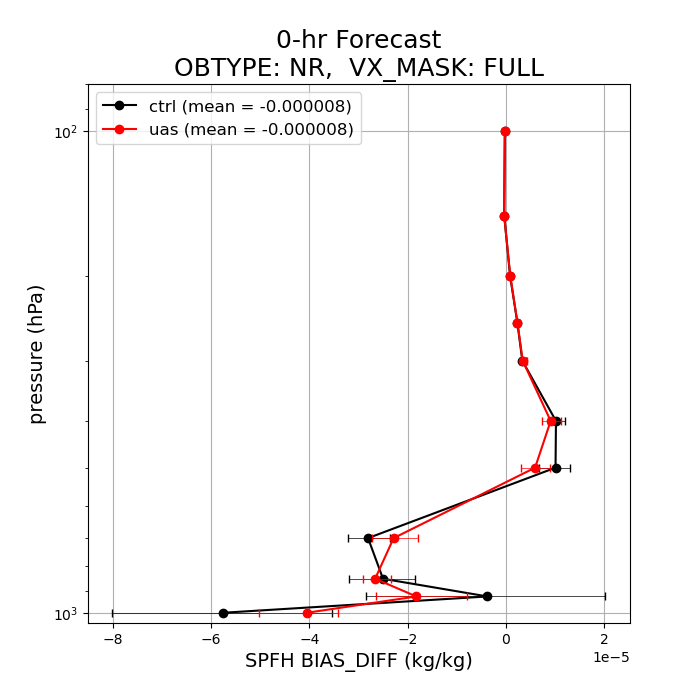 0-hr Forecast
OBTYPE: NR,  VX_MASK: FULL
ctrl (mean = -0.000008)
uas (mean = -0.000008)
10²
10³
pressure (hPa)
−8 −6 −4 −2 0 2
1e−5
SPFH BIAS_DIFF (kg/kg)